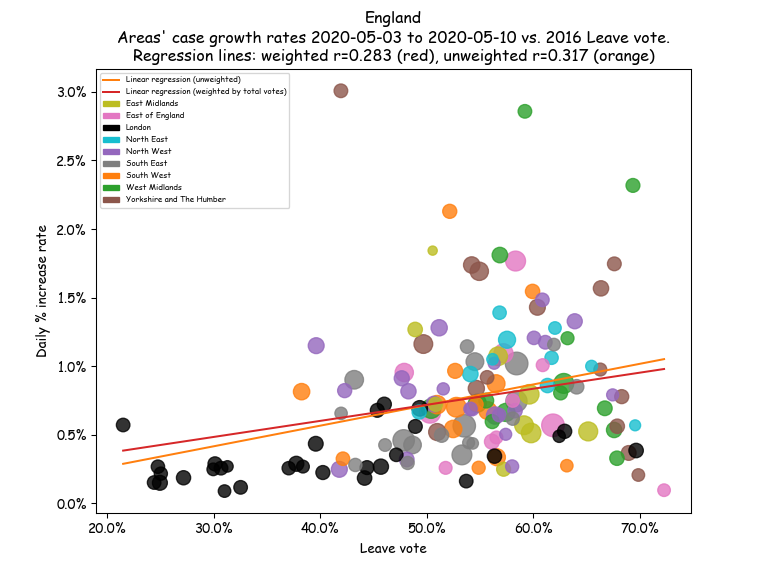 England
Areas' case growth rates 2020-05-03 to 2020-05-10 vs. 2016 Leave vote.
Regression lines: weighted r=0.283 (red), unweighted r=0.317 (orange)
Linear regression (unweighted)
Linear regression (weighted by total votes)
East Midlands
East of England
London
North East
North West
South East
South West
West Midlands
Yorkshire and The Humber
3.0%
2.5%
2.0%
1.5%
1.0%
0.5%
0.0%
Daily % increase rate
20.0% 30.0% 40.0% 50.0% 60.0% 70.0%
Leave vote